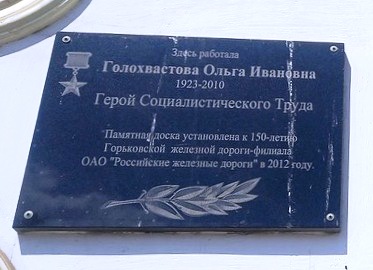 Здесь работала
Голохвастова Ольга Ивановна
1923-2010
Герой Социалистического Труда
"Памятная доска установлена к 150-летию
Горьковской железной дороги-филиала
ОАО "Российские железные дороги" в 2012 году.